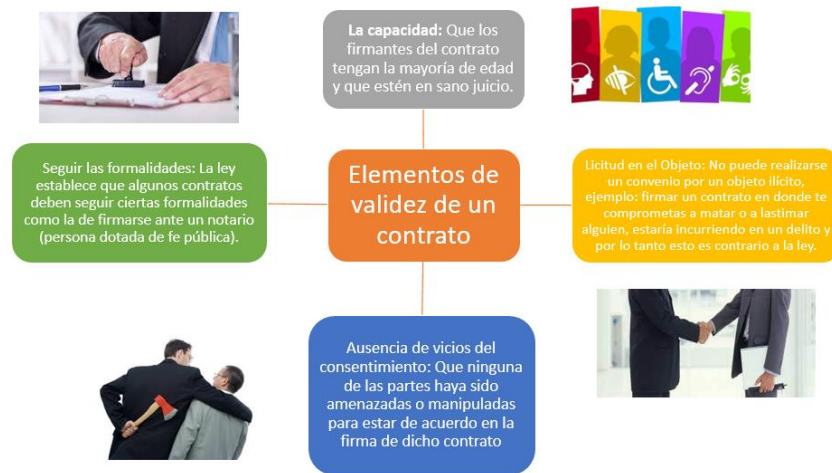 La capacidad: Que los
firmantes del contrato
tengan la mayoría de edad
y que estén en sano juicio.
Seguir las formalidades: La ley
establece que algunos contratos
deben seguir ciertas formalidades
como la de firmarse ante un notario
(persona dotada de fe pública).
Elementos de
validez de un
contrato
Licitud en el Objeto: No puede realizarse
un convenio por un objeto ilícito,
ejemplo: firmar un contrato en donde te
comprometas a matar o a lastimar
alguien, estaría incurriendo en un delito y
por lo tanto esto es contrario a la ley.
Ausencia de vicios del
consentimiento: Que ninguna
de las partes haya sido
amenazadas o manipuladas
para estar de acuerdo en la
firma de dicho contrato